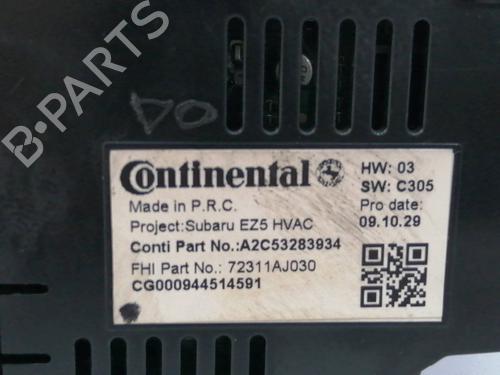 B-PARTS
Continental
HW: 03
SW: C305
Made in P.R.C.
Pro date:
Project:Subaru EZ5 HVAC
09.10.29
Conti Part No.:A2C53283934
FHI Part No.: 72311AJ030
CG000944514591